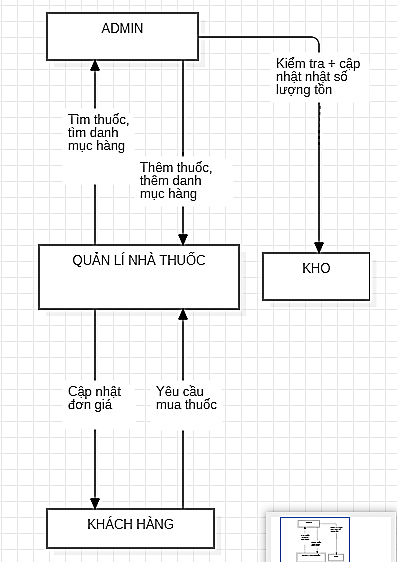 ADMIN
Kiểm tra + cập
nhật nhật số
lượng tồn
Tìm thuốc,
tìm danh
mục hàng
Thêm thuốc,
thêm danh
mục hàng
QUẢN LÍ NHÀ THUỐC
KHO
Cập nhật
đơn giá
Yêu cầu
mua thuốc
KHÁCH HÀNG